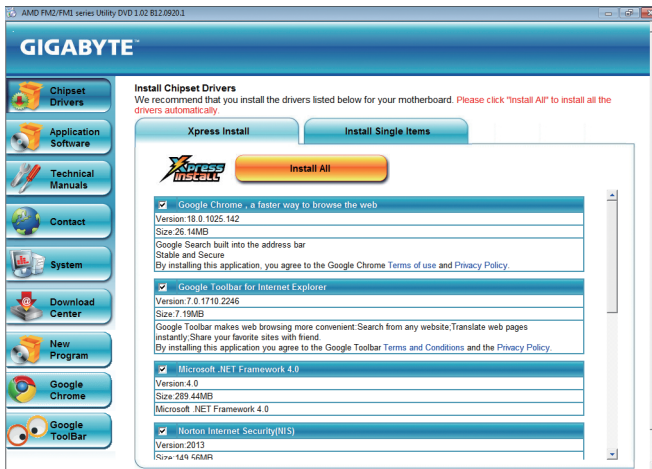 AMD FM2/FM1 series Utility DVD 1.02 B12.0920.1
GIGABYTE™
Chipset
Drivers
Application
Software
Technical
Manuals
Contact
System
Download
Center
New
Program
Google
Chrome
Google
ToolBar
Install Chipset Drivers
We recommend that you install the drivers listed below for your motherboard. Please click "Install All" to install all the
drivers automatically.
Xpress Install
Install Single Items
Xpress
Install
Install All
Google Chrome , a faster way to browse the web
Version:18.0.1025.142
Size:26.14MB
Google Search built into the address bar
Stable and Secure
By installing this application, you agree to the Google Chrome Terms of use and Privacy Policy.
Google Toolbar for Internet Explorer
Version:7.0.1710.2246
Size:7.19MB
Google Toolbar makes web browsing more convenient:Search from any website;Translate web pages
instantly;Share your favorite sites with friend.
By installing this application you agree to the Google Toolbar Terms and Conditions and the Privacy Policy.
Microsoft .NET Framework 4.0
Version:4.0
Size:289.44MB
Microsoft .NET Framework 4.0
Norton Internet Security(NIS)
Version:2013
Size:149.56MB